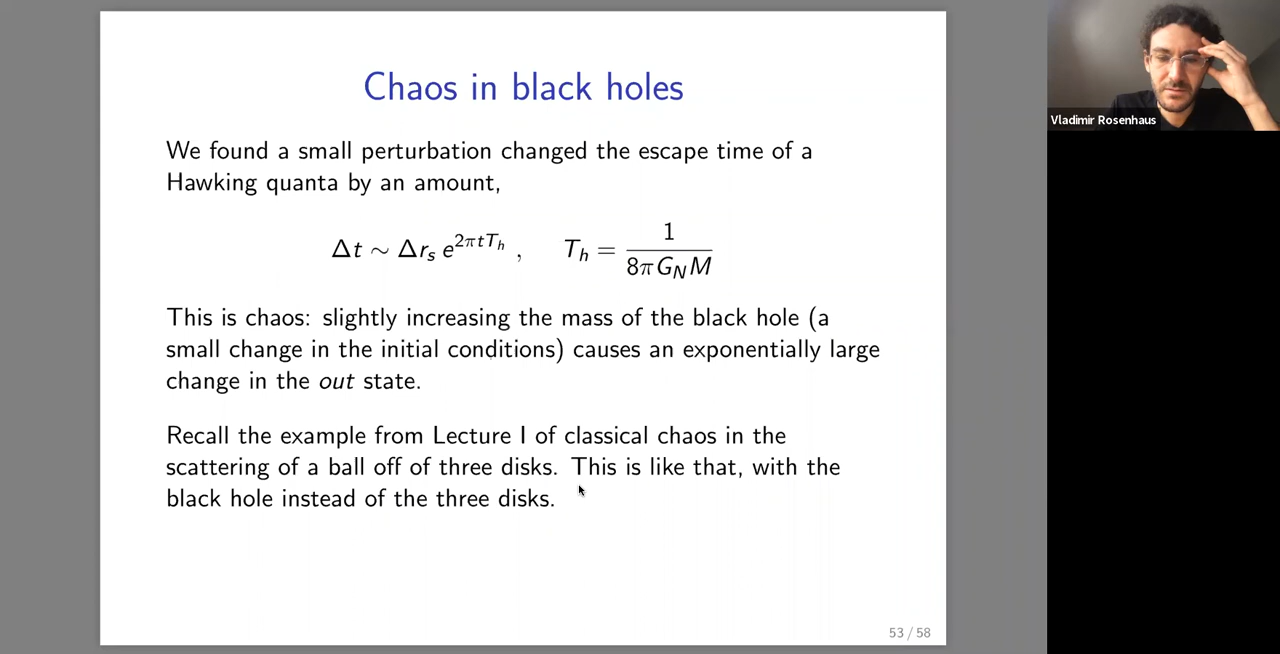 Chaos in black holes
We found a small perturbation changed the escape time of a
Hawking quanta by an amount,
Δt ∼ Δr_s e^{2πtT_h} , T_h = 1 / (8πG_N M)
This is chaos: slightly increasing the mass of the black hole (a
small change in the initial conditions) causes an exponentially large
change in the out state.
Recall the example from Lecture I of classical chaos in the
scattering of a ball off of three disks. This is like that, with the
black hole instead of the three disks.
53 / 58
Vladimir Rosenhaus